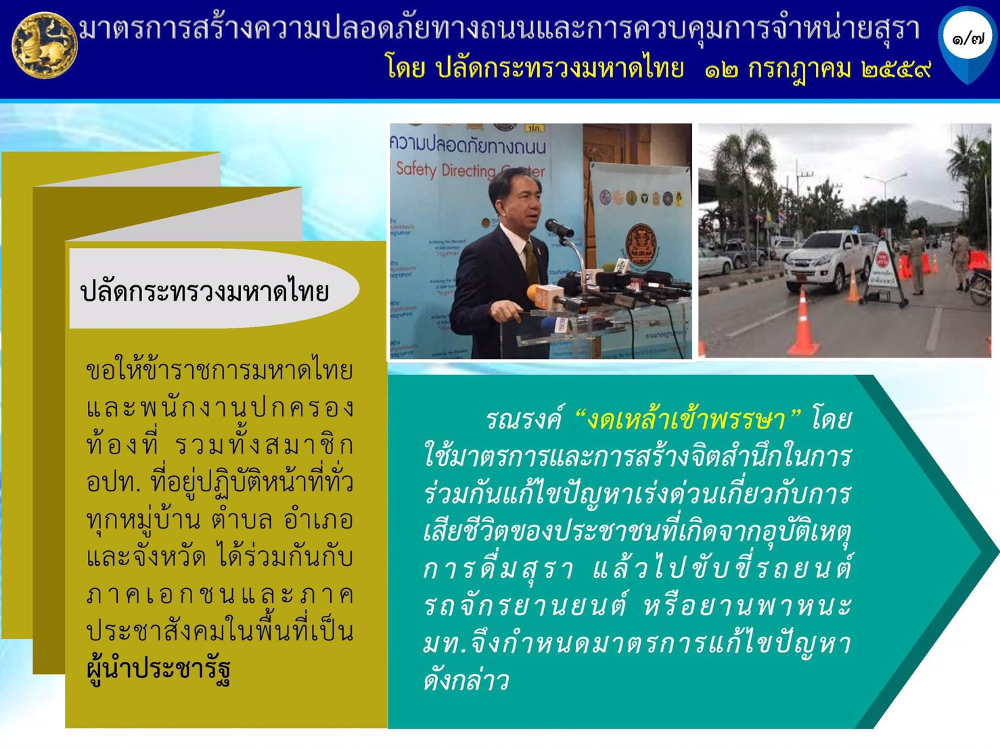 มาตรการสร้างความปลอดภัยทางถนนและการควบคุมการจำหน่ายสุรา
๑/๗
โดย ปลัดกระทรวงมหาดไทย ๑๒ กรกฎาคม ๒๕๕๙
ปภ.
ความปลอดภัยทางถนน
Safety Directing Center
ปลัดกระทรวงมหาดไทย
ขอให้ข้าราชการมหาดไทย
และพนักงานปกครอง
ท้องที่ รวมทั้งสมาชิก
อปท. ที่อยู่ปฏิบัติหน้าที่ทั่ว
ทุกหมู่บ้าน ตำบล อำเภอ
และจังหวัด ได้ร่วมกันกับ
ภาคเอกชนและภาค
ประชาสังคมในพื้นที่เป็น
ผู้นำประชารัฐ
รณรงค์ “งดเหล้าเข้าพรรษา” โดย
ใช้มาตรการและการสร้างจิตสำนึกในการ
ร่วมกันแก้ไขปัญหาเร่งด่วนเกี่ยวกับการ
เสียชีวิตของประชาชนที่เกิดจากอุบัติเหตุ
การดื่มสุรา แล้วไปขับขี่รถยนต์
รถจักรยานยนต์ หรือยานพาหนะ
มท.จึงกำหนดมาตรการแก้ไขปัญหา
ดังกล่าว